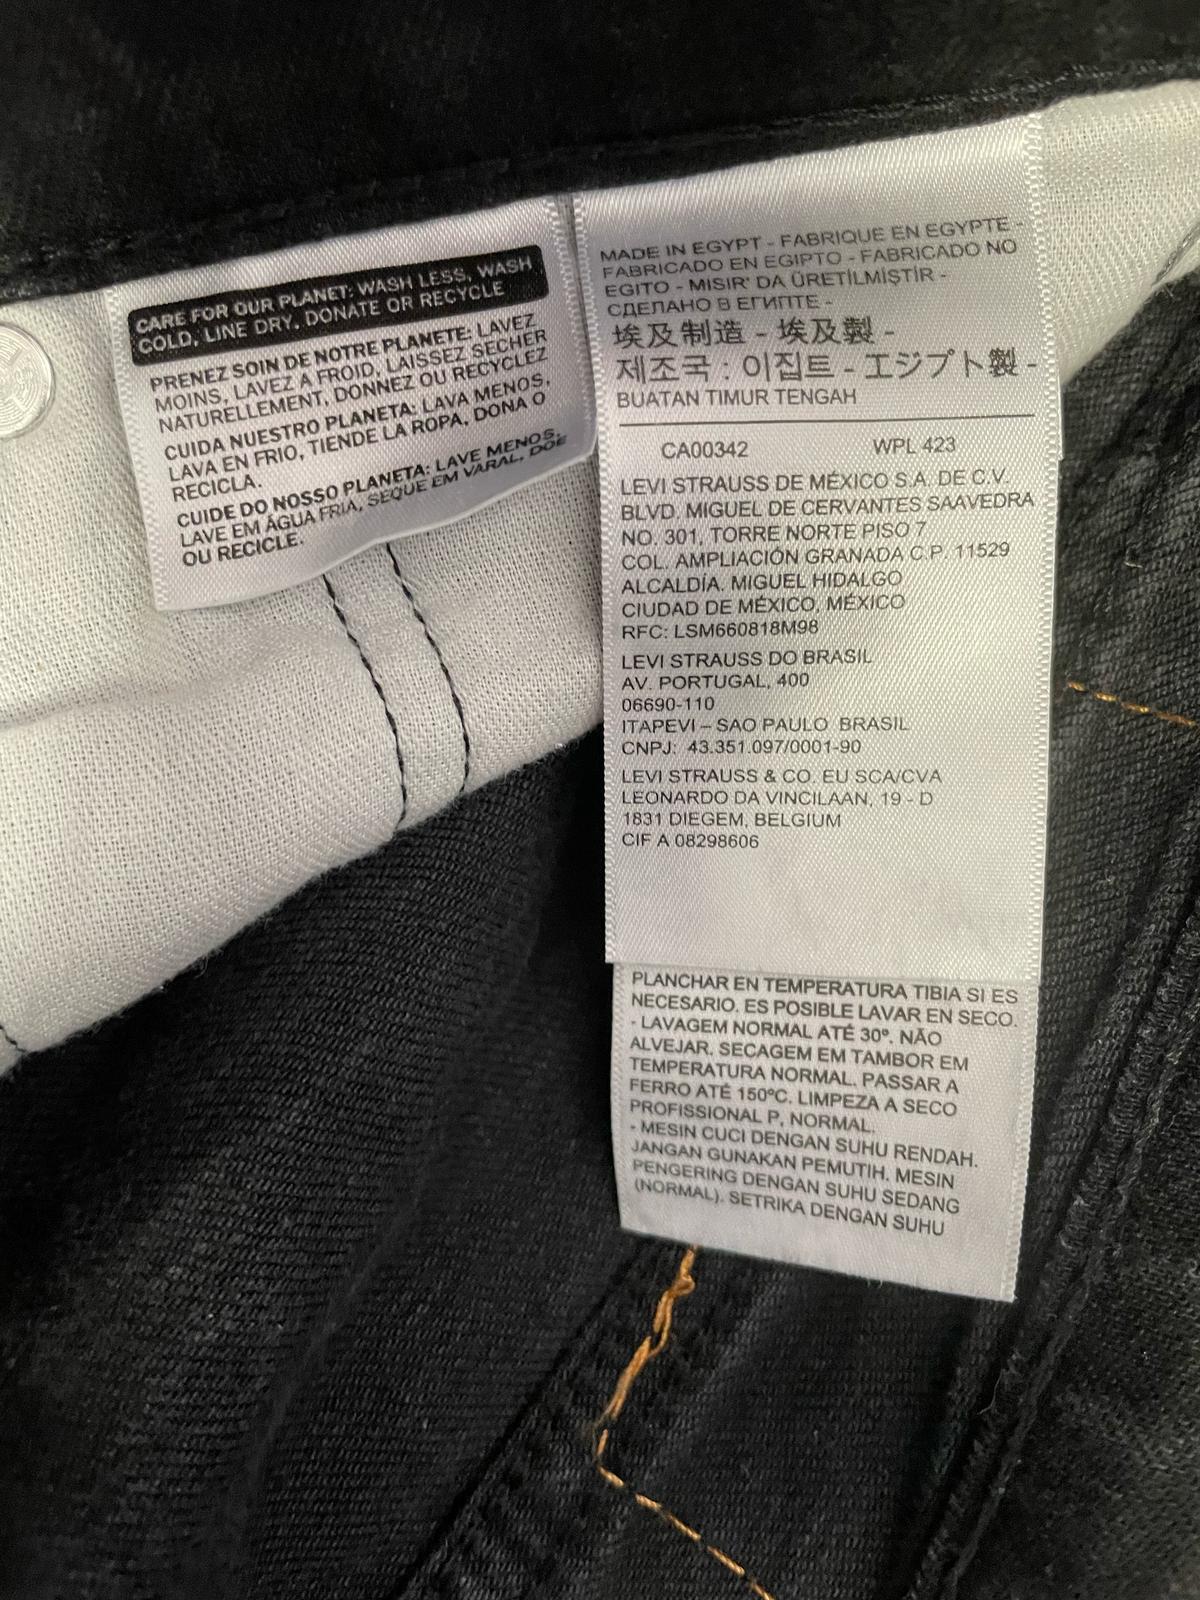 CARE FOR OUR PLANET: WASH LESS, WASH
COLD, LINE DRY, DONATE OR RECYCLE
PRENEZ SOIN DE NOTRE PLANETE: LAVEZ
MOINS, LAVEZ A FROID, LAISSEZ SECHER
NATURELLEMENT, DONNEZ OU RECYCLEZ
CUIDA NUESTRO PLANETA: LAVA MENOS,
LAVA EN FRIO, TIENDE LA ROPA, DONA O
RECICLA.
CUIDE DO NOSSO PLANETA: LAVE MENOS,
LAVE EM ÁGUA FRIA, SEQUE EM VARAL, DOE
OU RECICLE.
MADE IN EGYPT - FABRIQUE EN EGYPTE -
FABRICADO EN EGIPTO - FABRICADO NO
EGITO - MISIR' DA ÜRETİLMİŞTİR -
СДЕЛАНО В ЕГИПТЕ -
埃及制造 - 埃及製 -
제조국 : 이집트 - エジプト製 -
BUATAN TIMUR TENGAH
CA00342 WPL 423
LEVI STRAUSS DE MÉXICO S.A. DE C.V.
BLVD. MIGUEL DE CERVANTES SAAVEDRA
NO. 301, TORRE NORTE PISO
COL. AMPLIACIÓN GRANADA C.P. 11529
ALCALDÍA. MIGUEL HIDALGO
CIUDAD DE MÉXICO, MÉXICO
RFC: LSM660818M98
LEVI STRAUSS DO BRASIL
AV. PORTUGAL, 400
06690-110
ITAPEVI – SAO PAULO BRASIL
CNPJ: 43.351.097/0001-90
LEVI STRAUSS & CO. EU SCA/CVA
LEONARDO DA VINCILAAN, 19 - D
1831 DIEGEM, BELGIUM
CIF A 08298606
PLANCHAR EN TEMPERATURA TIBIA SI ES
NECESARIO. ES POSIBLE LAVAR EN SECO.
- LAVAGEM NORMAL ATÉ 30º. NÃO
ALVEJAR. SECAGEM EM TAMBOR EM
TEMPERATURA NORMAL. PASSAR A
FERRO ATÉ 150ºC. LIMPEZA A SECO
PROFISSIONAL P, NORMAL.
- MESIN CUCI DENGAN SUHU RENDAH.
JANGAN GUNAKAN PEMUTIH. MESIN
PENGERING DENGAN SUHU SEDANG
(NORMAL). SETRIKA DENGAN SUHU